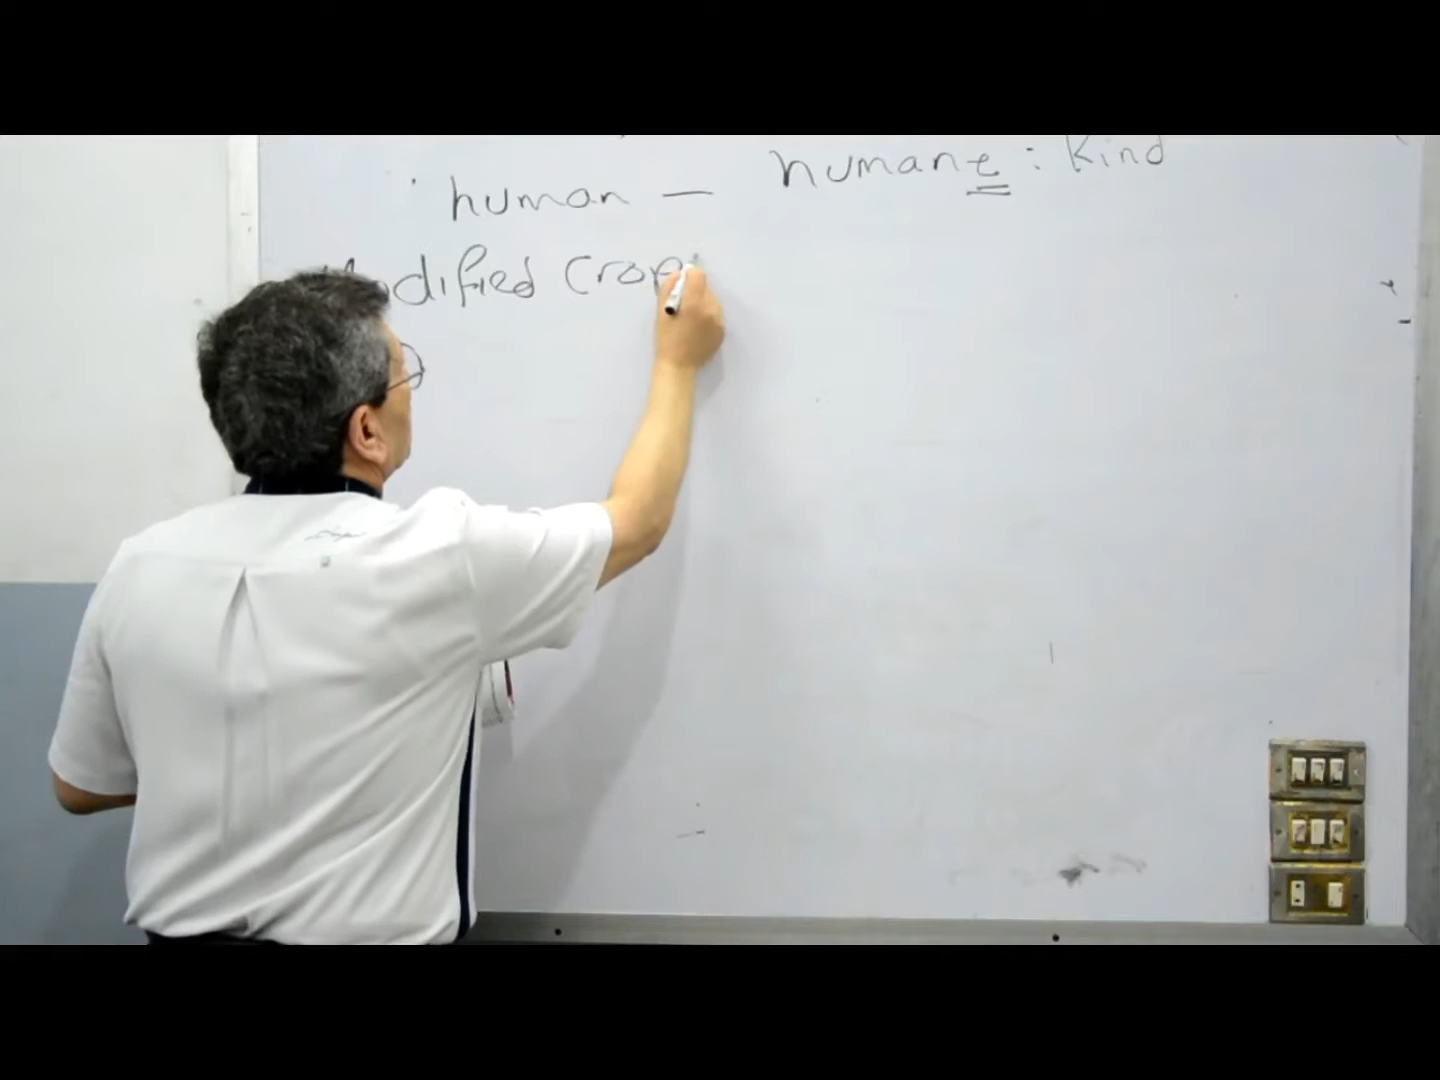 human — humane : Kind
Modified Crop